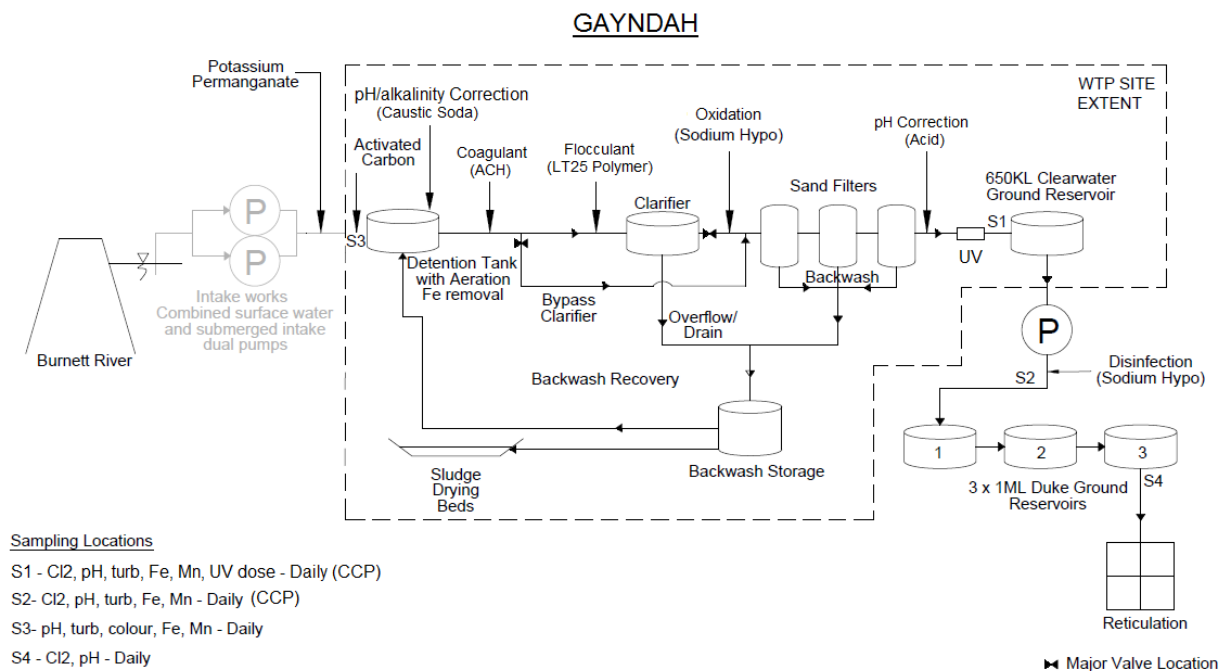 GAYNDAH
Potassium
Permanganate
pH/alkalinity Correction
(Caustic Soda)
Activated
Carbon
Coagulant
(ACH)
Flocculant
(LT25 Polymer)
Oxidation
(Sodium Hypo)
pH Correction
(Acid)
WTP SITE
EXTENT
650KL Clearwater
Ground Reservoir
Sand Filters
Clarifier
P
P
S3
S1
UV
Detention Tank
with Aeration
Fe removal
Backwash
Bypass
Clarifier
Overflow/
Drain
Intake works
Combined surface water
and submerged intake
dual pumps
Burnett River
P
Disinfection
(Sodium Hypo)
S2
Backwash Recovery
Backwash Storage
Sludge
Drying
Beds
1
2
3
S4
3 x 1ML Duke Ground
Reservoirs
Reticulation
Sampling Locations
S1 - Cl2, pH, turb, Fe, Mn, UV dose - Daily (CCP)
S2- Cl2, pH, turb, Fe, Mn - Daily (CCP)
S3- pH, turb, colour, Fe, Mn - Daily
S4 - Cl2, pH - Daily
Major Valve Location